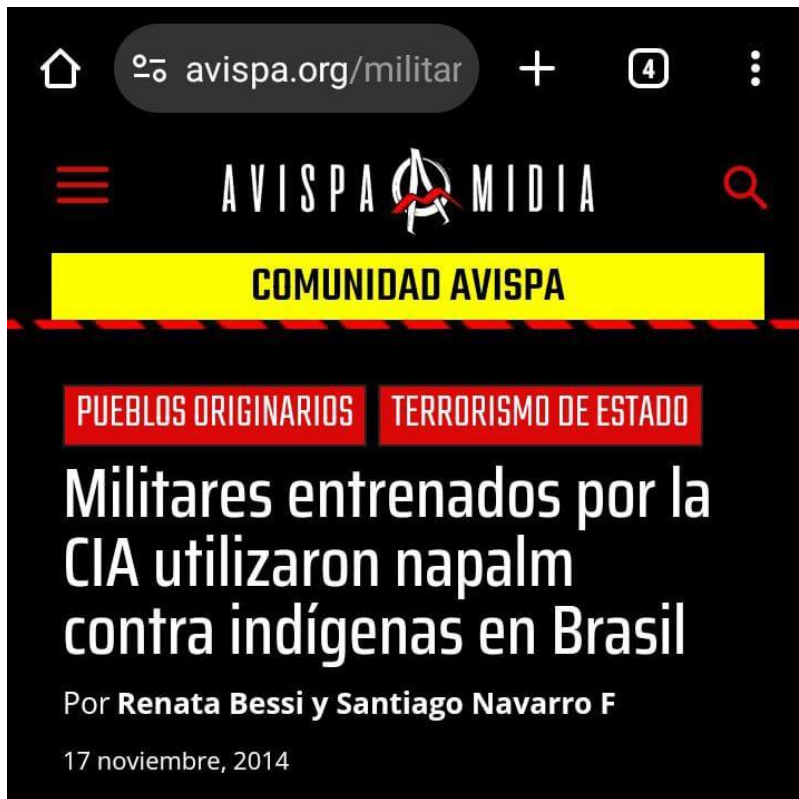 avispa.org/militar
4
AVISPA MIDIA
COMUNIDAD AVISPA
PUEBLOS ORIGINARIOS TERRORISMO DE ESTADO
Militares entrenados por la
CIA utilizaron napalm
contra indígenas en Brasil
Por Renata Bessi y Santiago Navarro F
17 noviembre, 2014